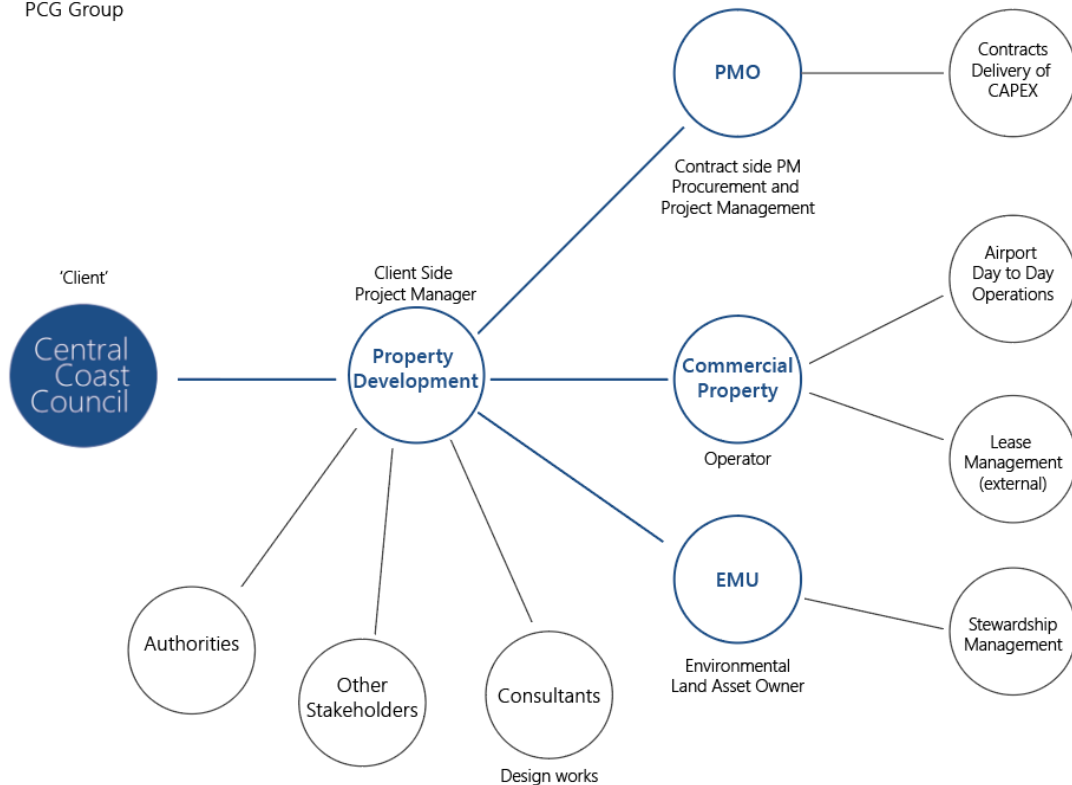 PCG Group
PMO
Contract side PM
Procurement and
Project Management
Contracts
Delivery of
CAPEX
'Client'
Central
Coast
Council
Client Side
Project Manager
Property
Development
Commercial
Property
Operator
Airport
Day to Day
Operations
Lease
Management
(external)
EMU
Environmental
Land Asset Owner
Stewardship
Management
Authorities
Other
Stakeholders
Consultants
Design works